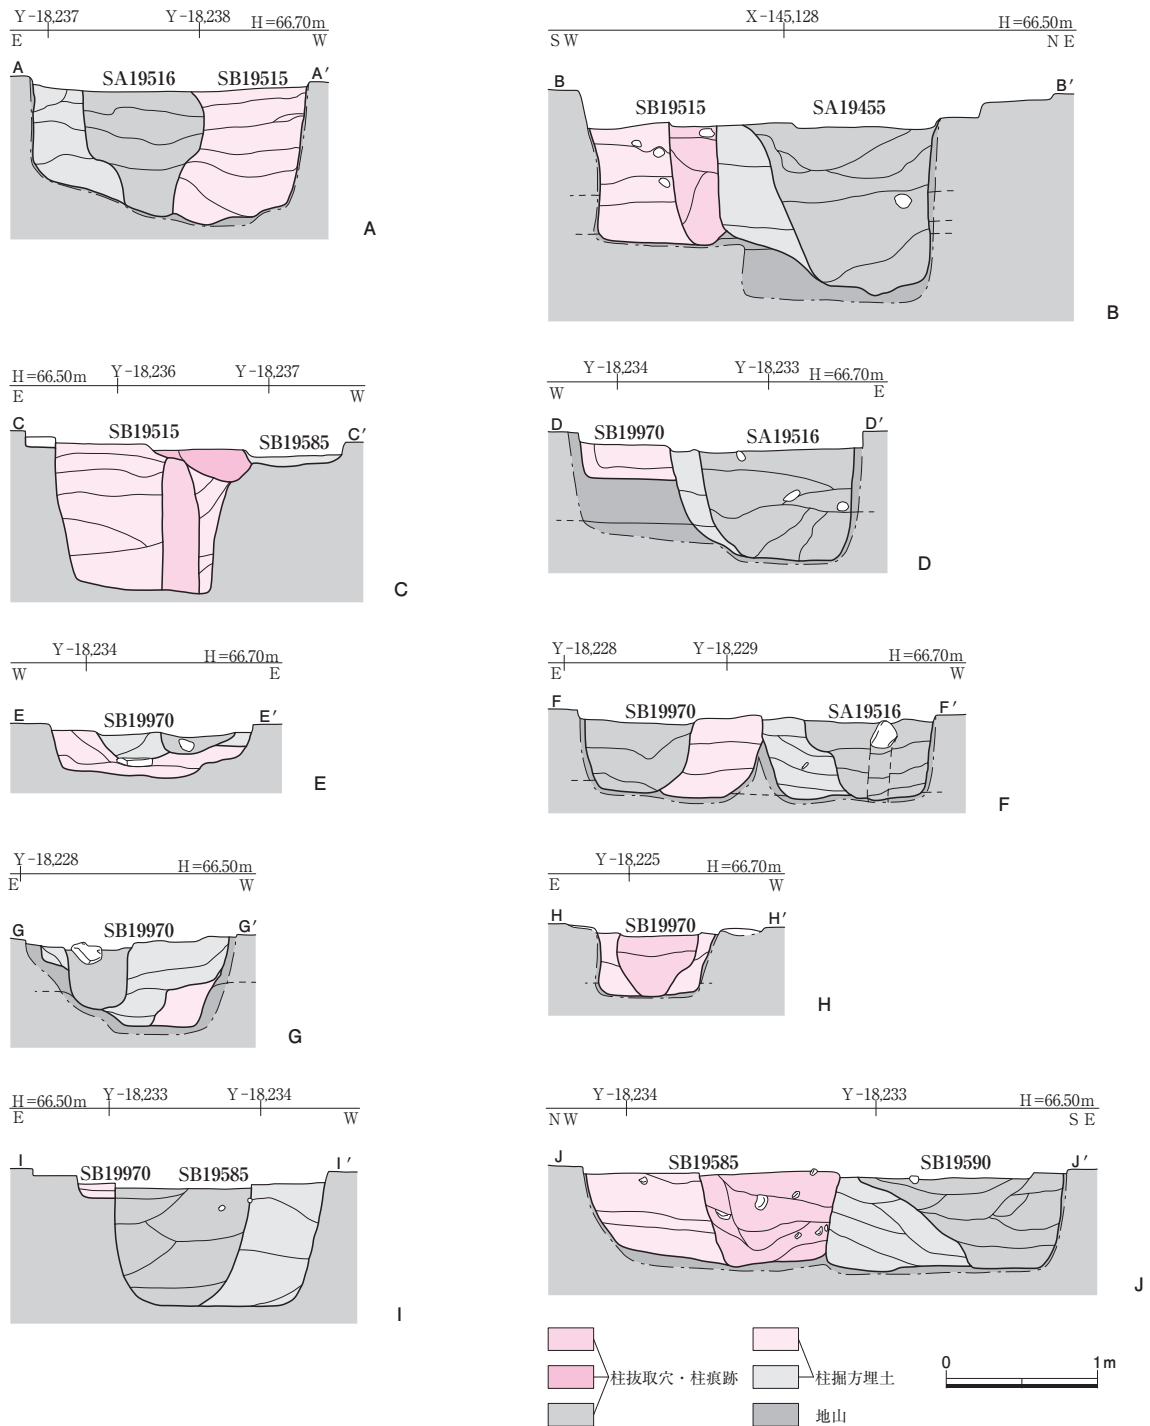 Y-18,237 Y-18,238 H=66.70m
E W
A SA19516 SB19515 A′
A
X-145,128 H=66.50m
SW NE
B SB19515 SA19455 B′
B
H=66.50m Y-18,236 Y-18,237
E W
C SB19515 SB19585 C′
C
Y-18,234 Y-18,233 H=66.70m
W E
D SB19970 SA19516 D′
D
Y-18,234 H=66.70m
W E
E SB19970 E′
E
Y-18,228 Y-18,229 H=66.70m
E W
F SB19970 SA19516 F′
F
Y-18,228 H=66.50m
E W
G SB19970 G′
G
Y-18,225 H=66.70m
E W
H SB19970 H′
H
H=66.50m Y-18,233 Y-18,234
E W
I SB19970 SB19585 I′
I
Y-18,234 Y-18,233 H=66.50m
NW SE
J SB19585 SB19590 J′
J
柱抜取穴・柱痕跡 柱掘方埋土
地山
0 1m